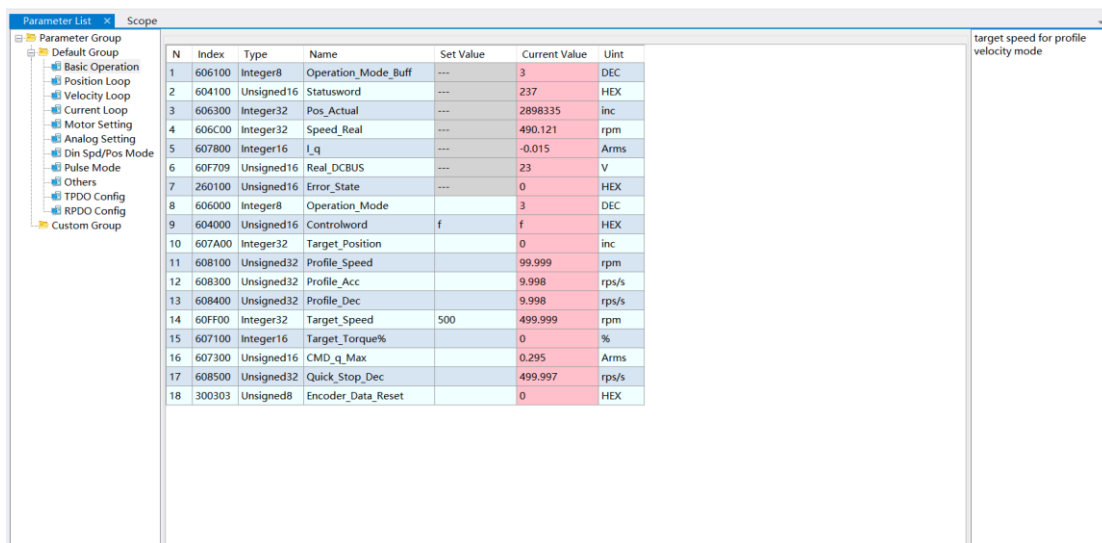 Parameter List × Scope
Parameter Group
Default Group
Basic Operation
Position Loop
Velocity Loop
Current Loop
Motor Setting
Analog Setting
Din Spd/Pos Mode
Pulse Mode
Others
TPDO Config
RPDO Config
Custom Group
N Index Type Name Set Value Current Value Uint
1 606100 Integer8 Operation_Mode_Buff --- 3 DEC
2 604100 Unsigned16 Statusword --- 237 HEX
3 606300 Integer32 Pos_Actual --- 2898335 inc
4 606C00 Integer32 Speed_Real --- 490.121 rpm
5 607800 Integer16 I_q --- -0.015 Arms
6 60F709 Unsigned16 Real_DCBUS --- 23 V
7 260100 Unsigned16 Error_State --- 0 HEX
8 606000 Integer8 Operation_Mode 3 DEC
9 604000 Unsigned16 Controlword f f HEX
10 607A00 Integer32 Target_Position 0 inc
11 608100 Unsigned32 Profile_Speed 99.999 rpm
12 608300 Unsigned32 Profile_Acc 9.998 rps/s
13 608400 Unsigned32 Profile_Dec 9.998 rps/s
14 60FF00 Integer32 Target_Speed 500 499.999 rpm
15 607100 Integer16 Target_Torque% 0 %
16 607300 Unsigned16 CMD_q_Max 0.295 Arms
17 608500 Unsigned32 Quick_Stop_Dec 499.997 rps/s
18 300303 Unsigned8 Encoder_Data_Reset 0 HEX
target speed for profile
velocity mode